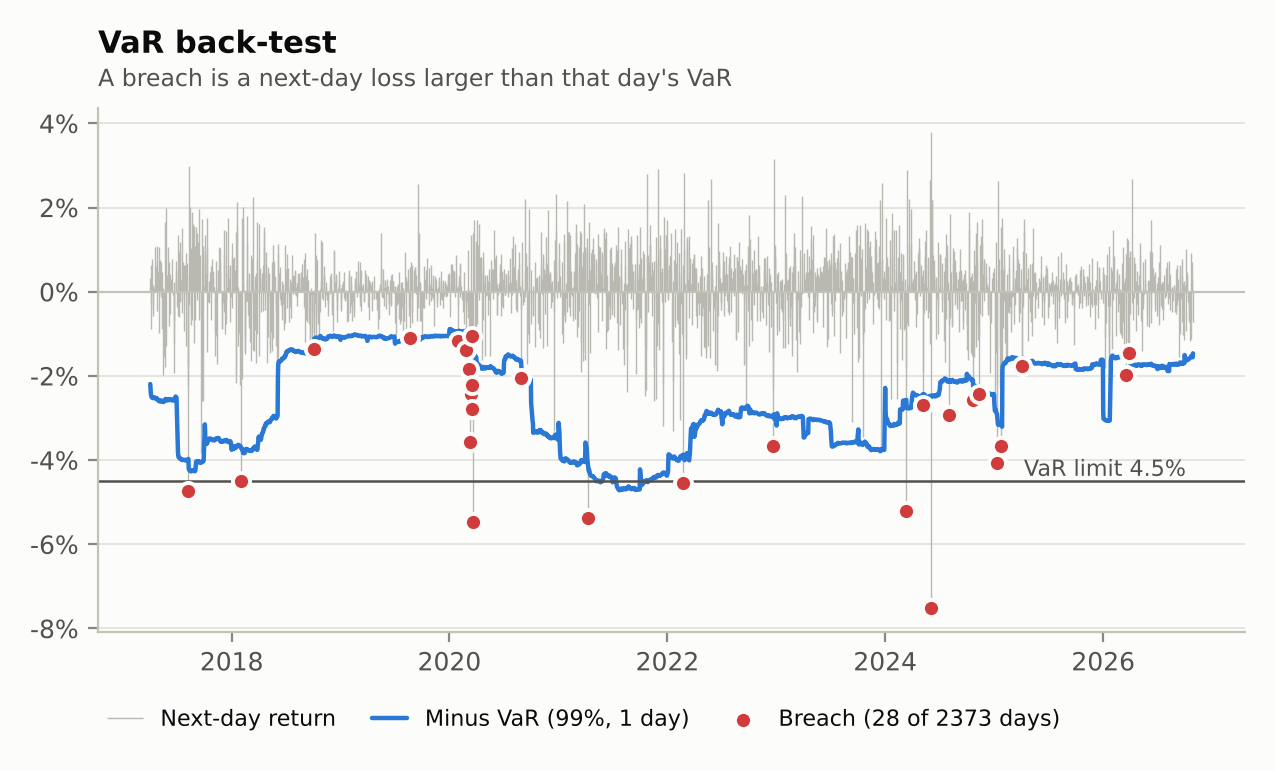 VaR back-test
A breach is a next-day loss larger than that day's VaR
4%
2%
0%
-2%
-4%
-6%
-8%
VaR limit 4.5%
2018 2020 2022 2024 2026
Next-day return Minus VaR (99%, 1 day) Breach (28 of 2373 days)